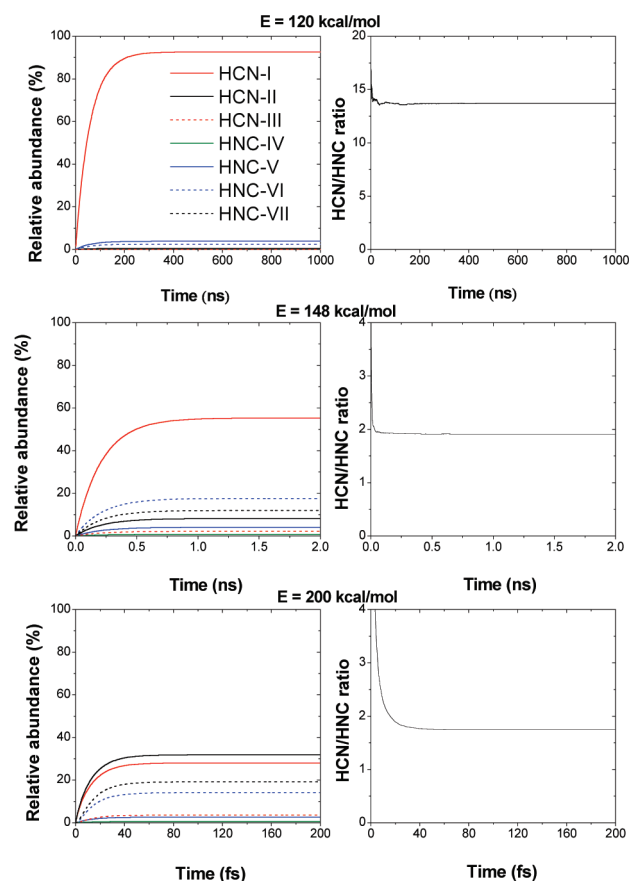 E = 120 kcal/mol
Relative abundance (%)
100
80
60
40
20
0
HCN-I
HCN-II
HCN-III
HNC-IV
HNC-V
HNC-VI
HNC-VII
0 200 400 600 800 1000
Time (ns)
HCN/HNC ratio
20
15
10
5
0
0 200 400 600 800 1000
Time (ns)
E = 148 kcal/mol
Relative abundance (%)
100
80
60
40
20
0
0.0 0.5 1.0 1.5 2.0
Time (ns)
HCN/HNC ratio
4
3
2
1
0
0.0 0.5 1.0 1.5 2.0
Time (ns)
E = 200 kcal/mol
Relative abundance (%)
100
80
60
40
20
0
0 40 80 120 160 200
Time (fs)
HCN/HNC ratio
4
3
2
1
0
0 40 80 120 160 200
Time (fs)